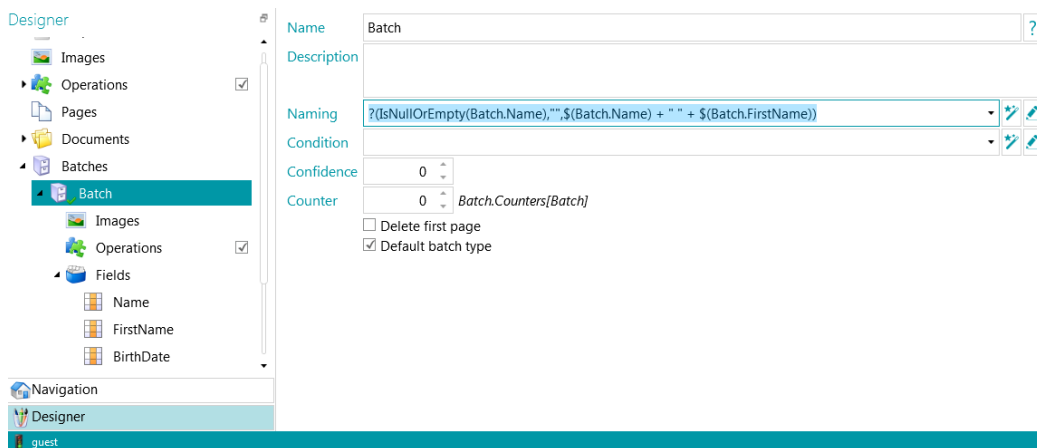 Designer
Images
Operations
Pages
Documents
Batches
Batch
Images
Operations
Fields
Name
FirstName
BirthDate
Navigation
Designer
guest
Name Batch ?
Description
Naming ?(IsNullOrEmpty(Batch.Name),"",$(Batch.Name) + " " + $(Batch.FirstName))
Condition
Confidence 0
Counter 0 Batch.Counters[Batch]
Delete first page
Default batch type